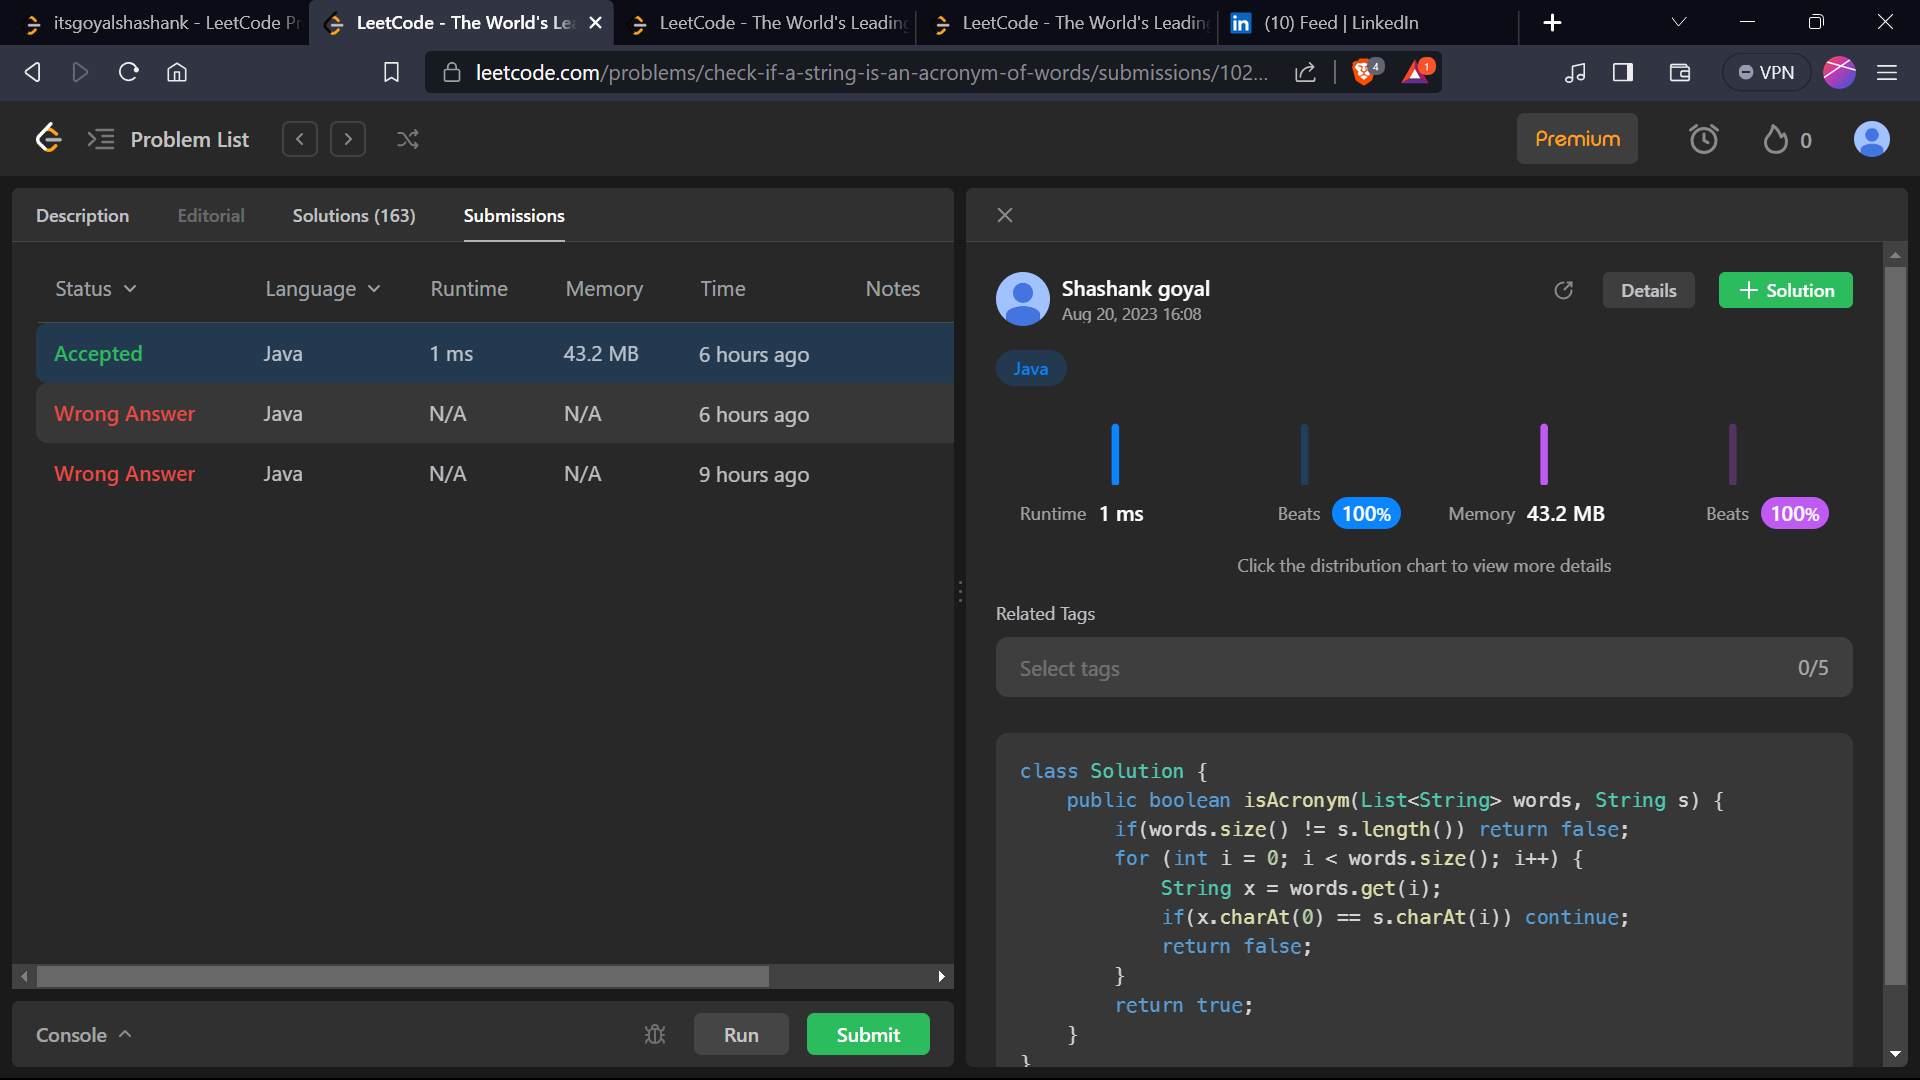 itsgoyalshashank - LeetCode Pr
LeetCode - The World's Le
LeetCode - The World's Leading
LeetCode - The World's Leading
in (10) Feed | LinkedIn
leetcode.com/problems/check-if-a-string-is-an-acronym-of-words/submissions/102...
4
1
VPN
Problem List
Premium
0
Description Editorial Solutions (163) Submissions
Status Language Runtime Memory Time Notes
Accepted Java 1 ms 43.2 MB 6 hours ago
Wrong Answer Java N/A N/A 6 hours ago
Wrong Answer Java N/A N/A 9 hours ago
Console Run Submit
Shashank goyal
Aug 20, 2023 16:08
Details + Solution
Java
Runtime 1 ms Beats 100% Memory 43.2 MB Beats 100%
Click the distribution chart to view more details
Related Tags
Select tags 0/5
class Solution {
public boolean isAcronym(List<String> words, String s) {
if(words.size() != s.length()) return false;
for (int i = 0; i < words.size(); i++) {
String x = words.get(i);
if(x.charAt(0) == s.charAt(i)) continue;
return false;
}
return true;
}
}